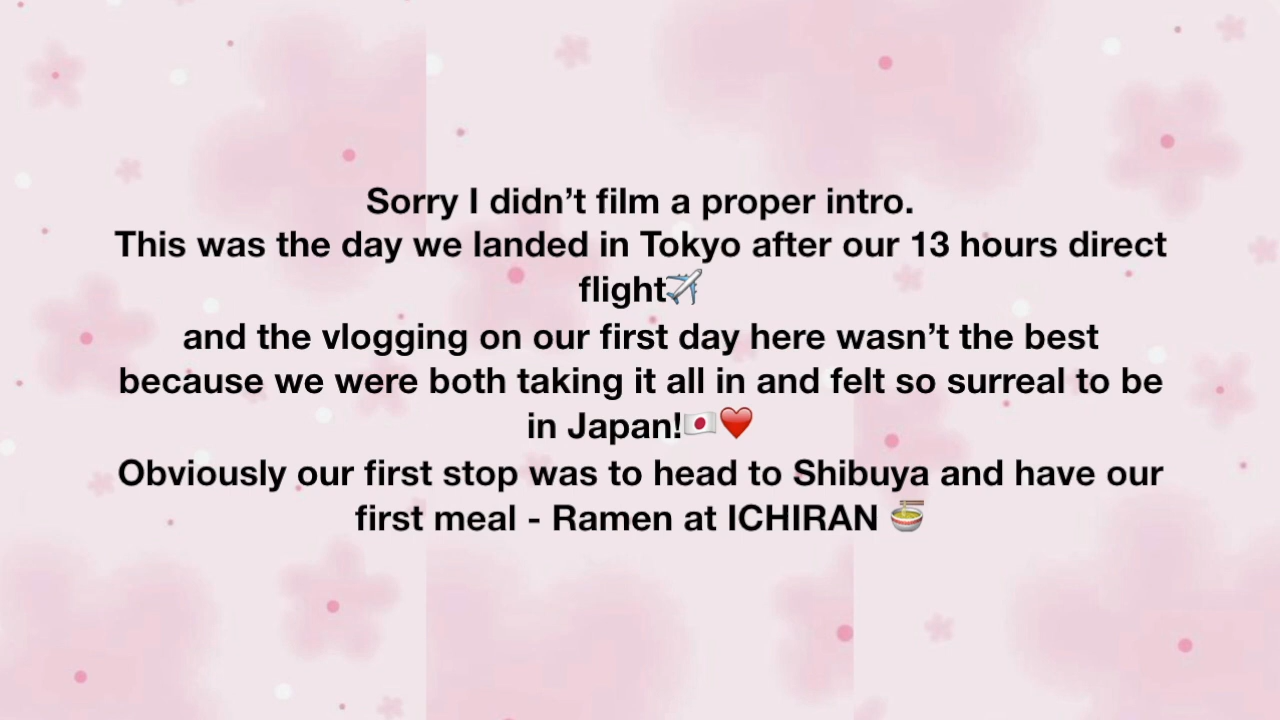 Sorry I didn’t film a proper intro.
This was the day we landed in Tokyo after our 13 hours direct
flight✈️
and the vlogging on our first day here wasn’t the best
because we were both taking it all in and felt so surreal to be
in Japan!🇯🇵❤️
Obviously our first stop was to head to Shibuya and have our
first meal - Ramen at ICHIRAN 🍜